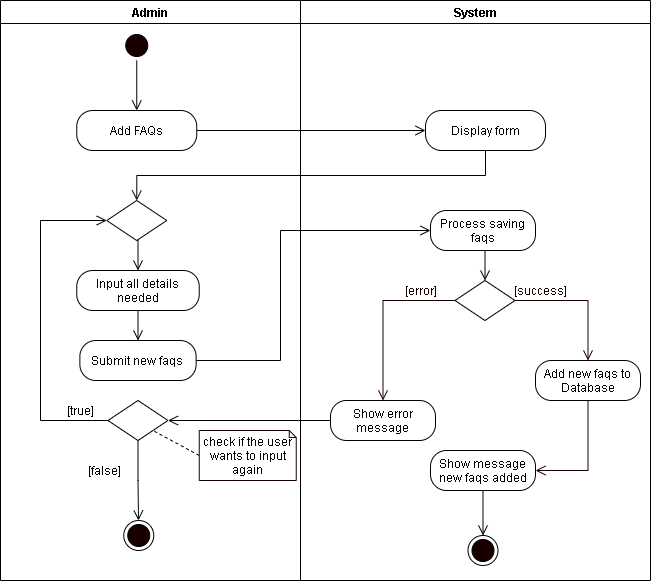 Admin
System
Add FAQs
Display form
Process saving
faqs
Input all details
needed
[error]
[success]
Submit new faqs
Add new faqs to
Database
[true]
Show error
message
check if the user
wants to input
again
[false]
Show message
new faqs added